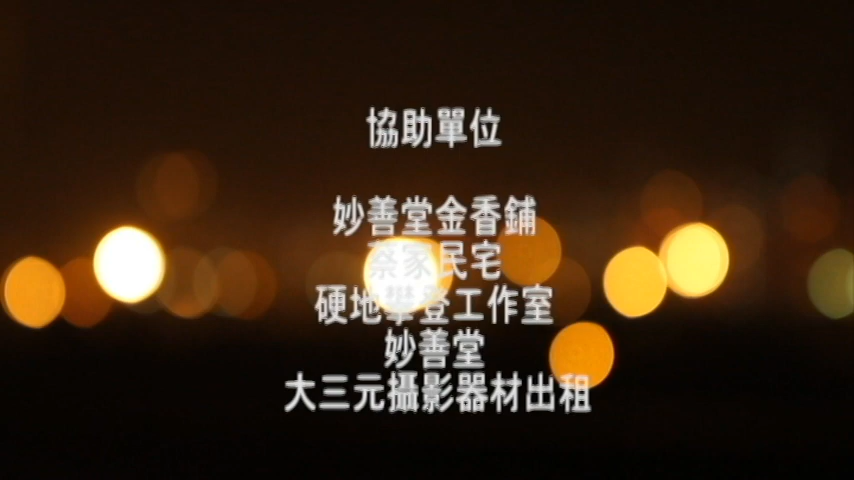 協助單位
妙善堂金香鋪
蔡家民宅
硬地攀登工作室
妙善堂
大三元攝影器材出租